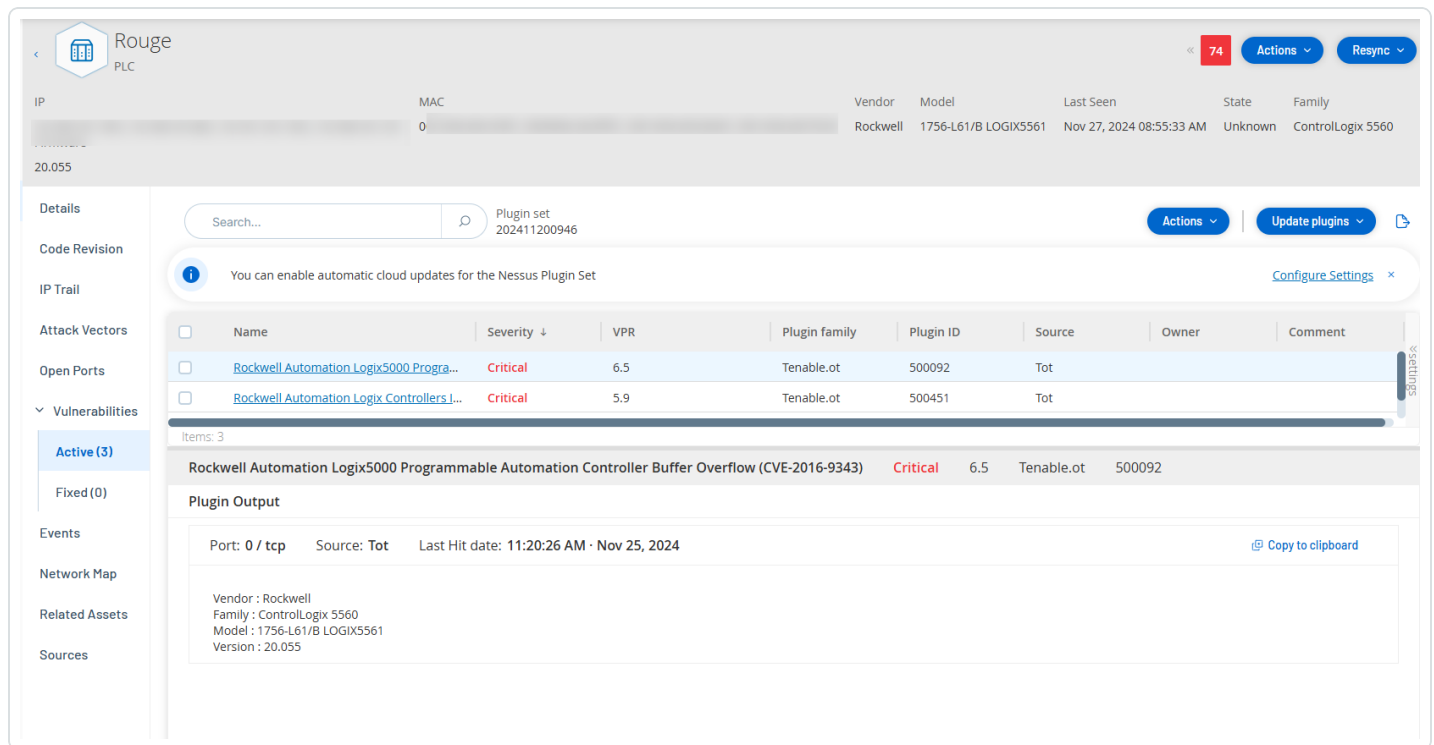 Rouge
PLC
74
Actions
Resync
IP
MAC
Vendor
Model
Last Seen
State
Family
0
Rockwell
1756-L61/B LOGIX5561
Nov 27, 2024 08:55:33 AM
Unknown
ControlLogix 5560
20.055
Details
Code Revision
IP Trail
Attack Vectors
Open Ports
Vulnerabilities
Active (3)
Fixed (0)
Events
Network Map
Related Assets
Sources
Search...
Plugin set
202411200946
Actions
Update plugins
You can enable automatic cloud updates for the Nessus Plugin Set
Configure Settings
Name
Severity
VPR
Plugin family
Plugin ID
Source
Owner
Comment
Rockwell Automation Logix5000 Progra...
Critical
6.5
Tenable.ot
500092
Tot
Rockwell Automation Logix Controllers I...
Critical
5.9
Tenable.ot
500451
Tot
settings
Items: 3
Rockwell Automation Logix5000 Programmable Automation Controller Buffer Overflow (CVE-2016-9343)
Critical
6.5
Tenable.ot
500092
Plugin Output
Port: 0 / tcp
Source: Tot
Last Hit date: 11:20:26 AM · Nov 25, 2024
Copy to clipboard
Vendor : Rockwell
Family : ControlLogix 5560
Model : 1756-L61/B LOGIX5561
Version : 20.055